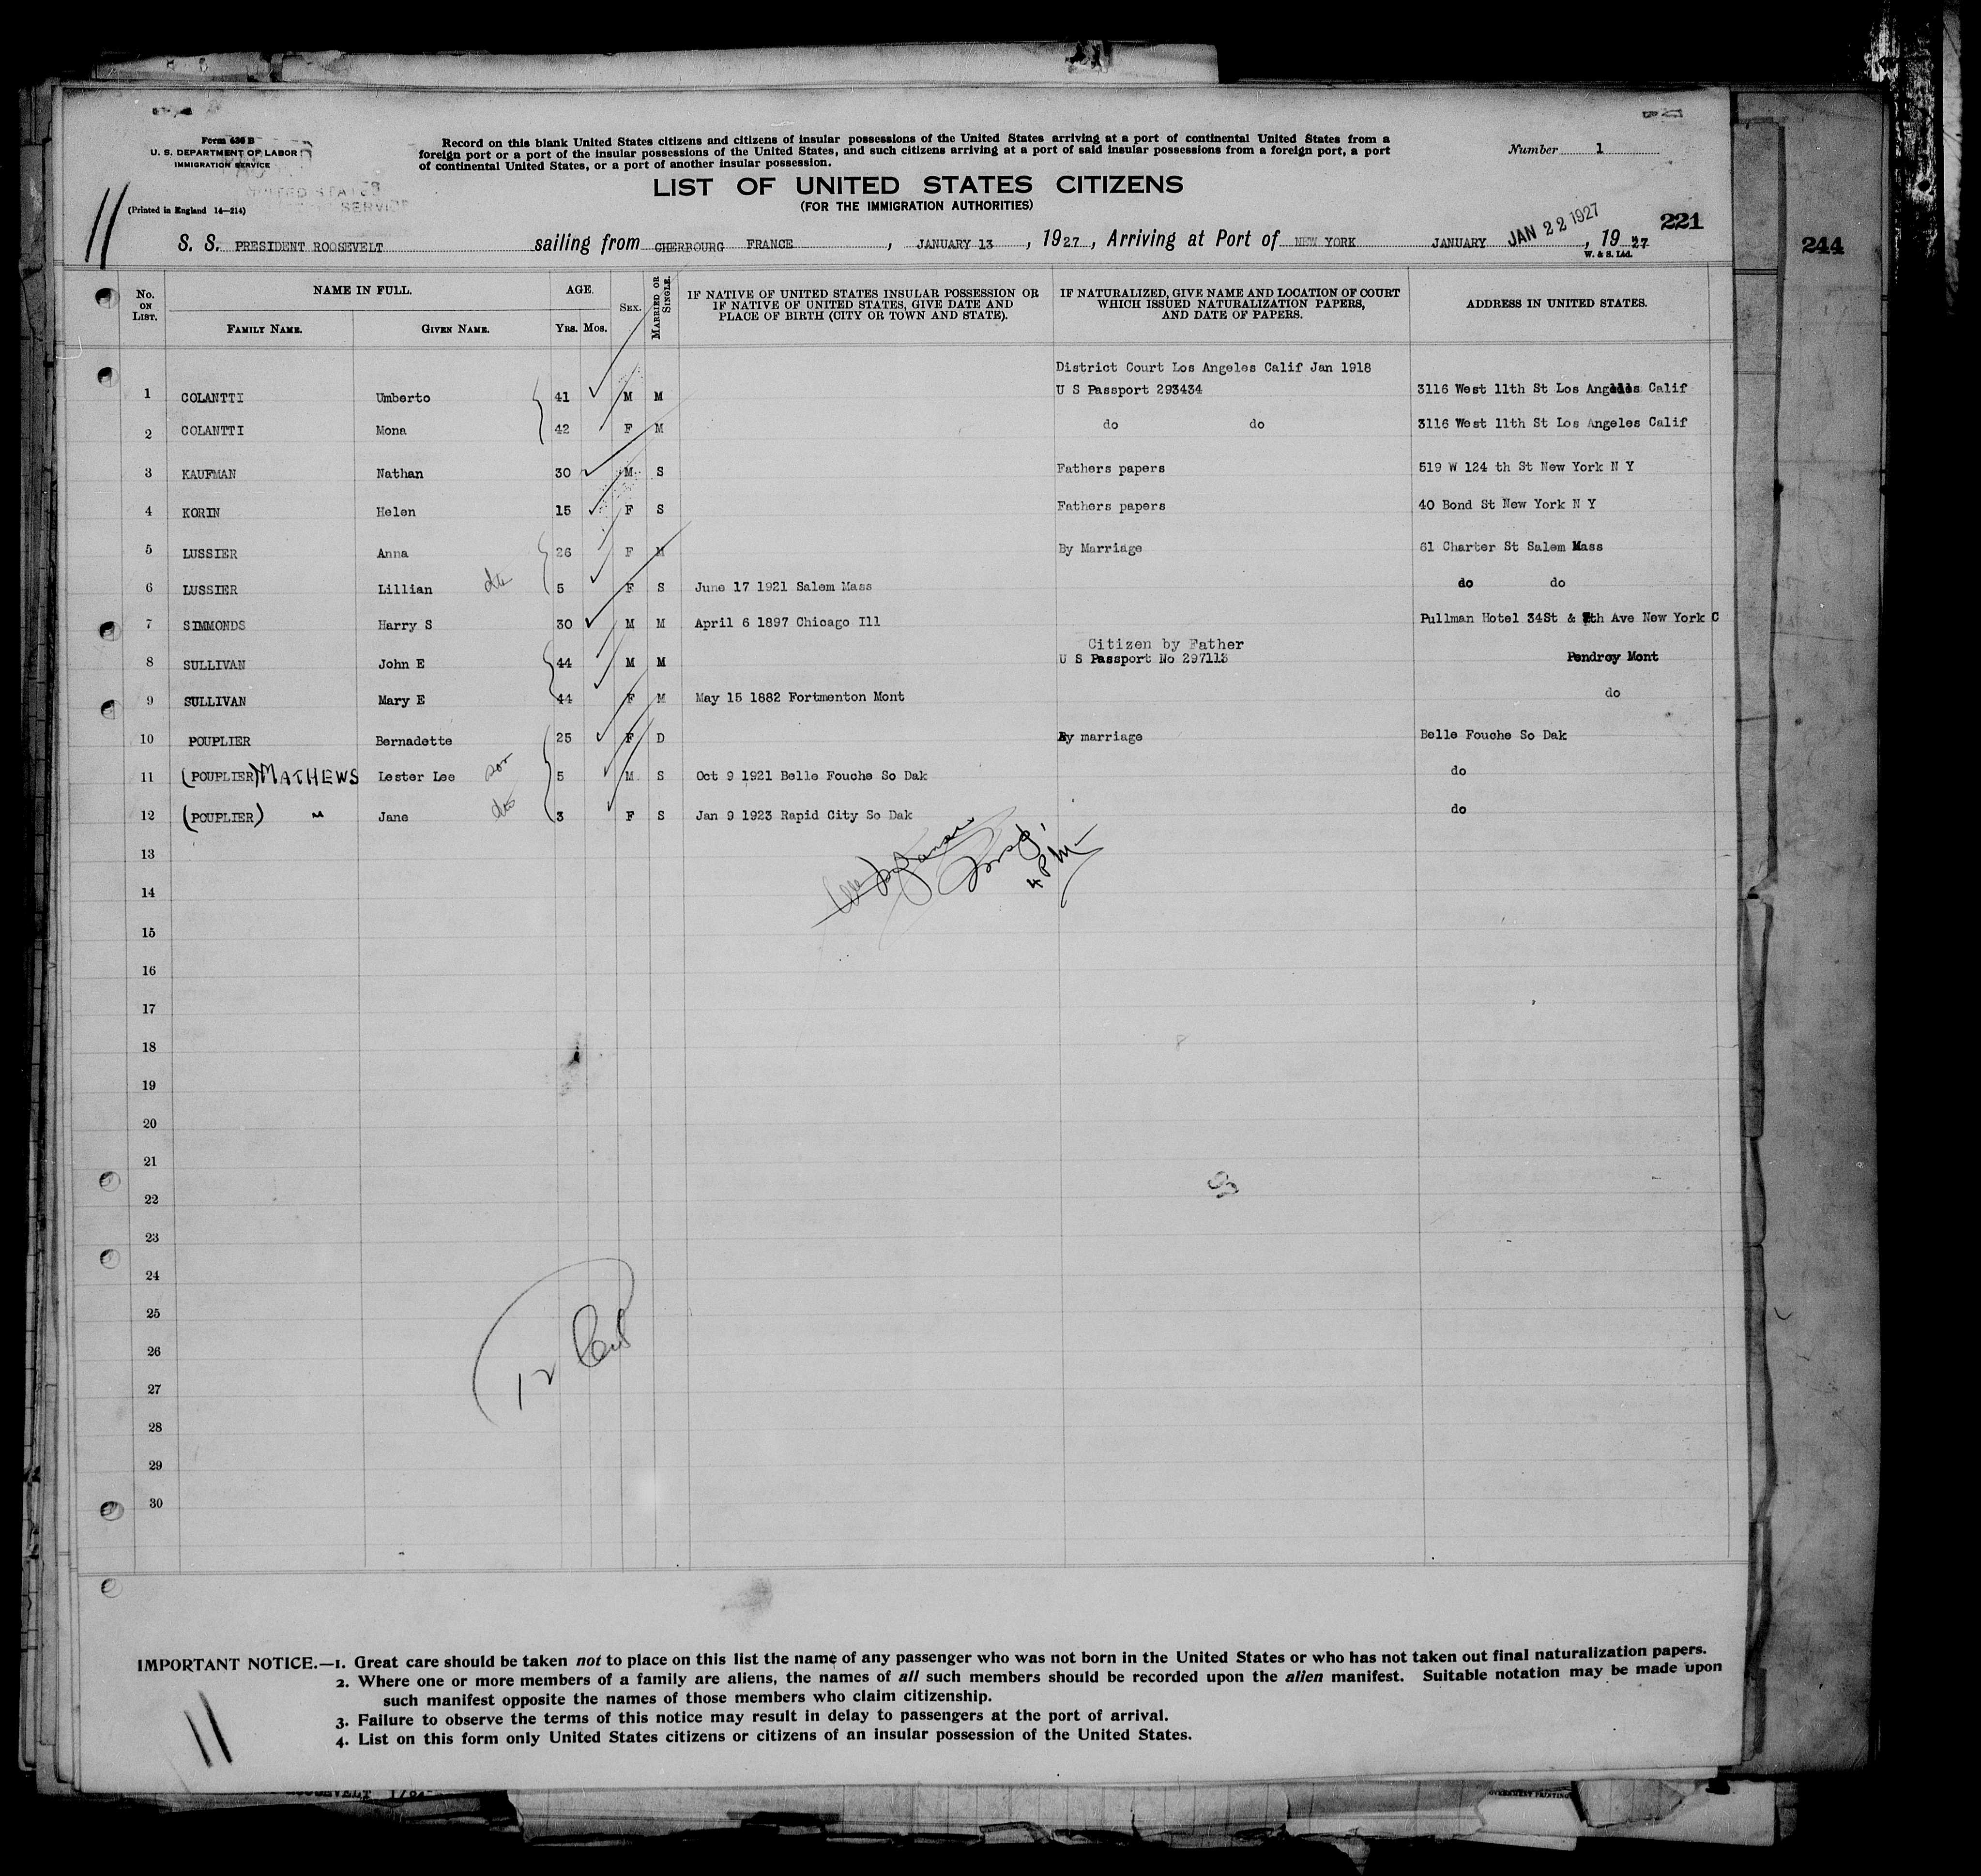 Form 630 B
U. S. DEPARTMENT OF LABOR
IMMIGRATION SERVICE
UNITED STATES
SERVICE
(Printed in England 14—214)
Record on this blank United States citizens and citizens of insular possessions of the United States arriving at a port of continental United States from a
foreign port or a port of the insular possessions of the United States, and such citizens arriving at a port of said insular possessions from a foreign port, a port
of continental United States, or a port of another insular possession.
Number 1
LIST OF UNITED STATES CITIZENS
(FOR THE IMMIGRATION AUTHORITIES)
11
S. S. PRESIDENT ROOSEVELT sailing from CHERBOURG FRANCE, JANUARY 13, 1927, Arriving at Port of NEW YORK JANUARY JAN 22 1927, 1927
221
244
W. & S. Ltd.
No. ON LIST. NAME IN FULL. AGE. SEX. MARRIED OR SINGLE. IF NATIVE OF UNITED STATES INSULAR POSSESSION OR IF NATIVE OF UNITED STATES, GIVE DATE AND PLACE OF BIRTH (CITY OR TOWN AND STATE). IF NATURALIZED, GIVE NAME AND LOCATION OF COURT WHICH ISSUED NATURALIZATION PAPERS, AND DATE OF PAPERS. ADDRESS IN UNITED STATES.
FAMILY NAME. GIVEN NAME. YRS. MOS.
District Court Los Angeles Calif Jan 1918
1 COLANTTI Umberto 41 M M U S Passport 293434 3116 West 11th St Los Angeles Calif
2 COLANTTI Mona 42 F M do do 3116 West 11th St Los Angeles Calif
3 KAUFMAN Nathan 30 M S Fathers papers 519 W 124 th St New York N Y
4 KORIN Helen 15 F S Fathers papers 40 Bond St New York N Y
5 LUSSIER Anna 26 F M By Marriage 61 Charter St Salem Mass
6 LUSSIER Lillian 5 F S June 17 1921 Salem Mass do do
7 SIMMONDS Harry S 30 M M April 6 1897 Chicago Ill Pullman Hotel 34St & 7th Ave New York C
Citizen by Father
8 SULLIVAN John E 44 M M U S Passport No 297113 Pendroy Mont
9 SULLIVAN Mary E 44 F M May 15 1882 Fortmenton Mont do
10 POUPLIER Bernadette 25 F D By marriage Belle Fouche So Dak
11 (POUPLIER) MATHEWS Lester Lee son 5 M S Oct 9 1921 Belle Fouche So Dak do
12 (POUPLIER) " Jane 3 F S Jan 9 1923 Rapid City So Dak do
4 PM
13
14
15
16
17
18
19
20
21
22
23
24
25
26
27
28
29
30
12
IMPORTANT NOTICE.—1. Great care should be taken not to place on this list the name of any passenger who was not born in the United States or who has not taken out final naturalization papers.
2. Where one or more members of a family are aliens, the names of all such members should be recorded upon the alien manifest. Suitable notation may be made upon
such manifest opposite the names of those members who claim citizenship.
3. Failure to observe the terms of this notice may result in delay to passengers at the port of arrival.
4. List on this form only United States citizens or citizens of an insular possession of the United States.
11